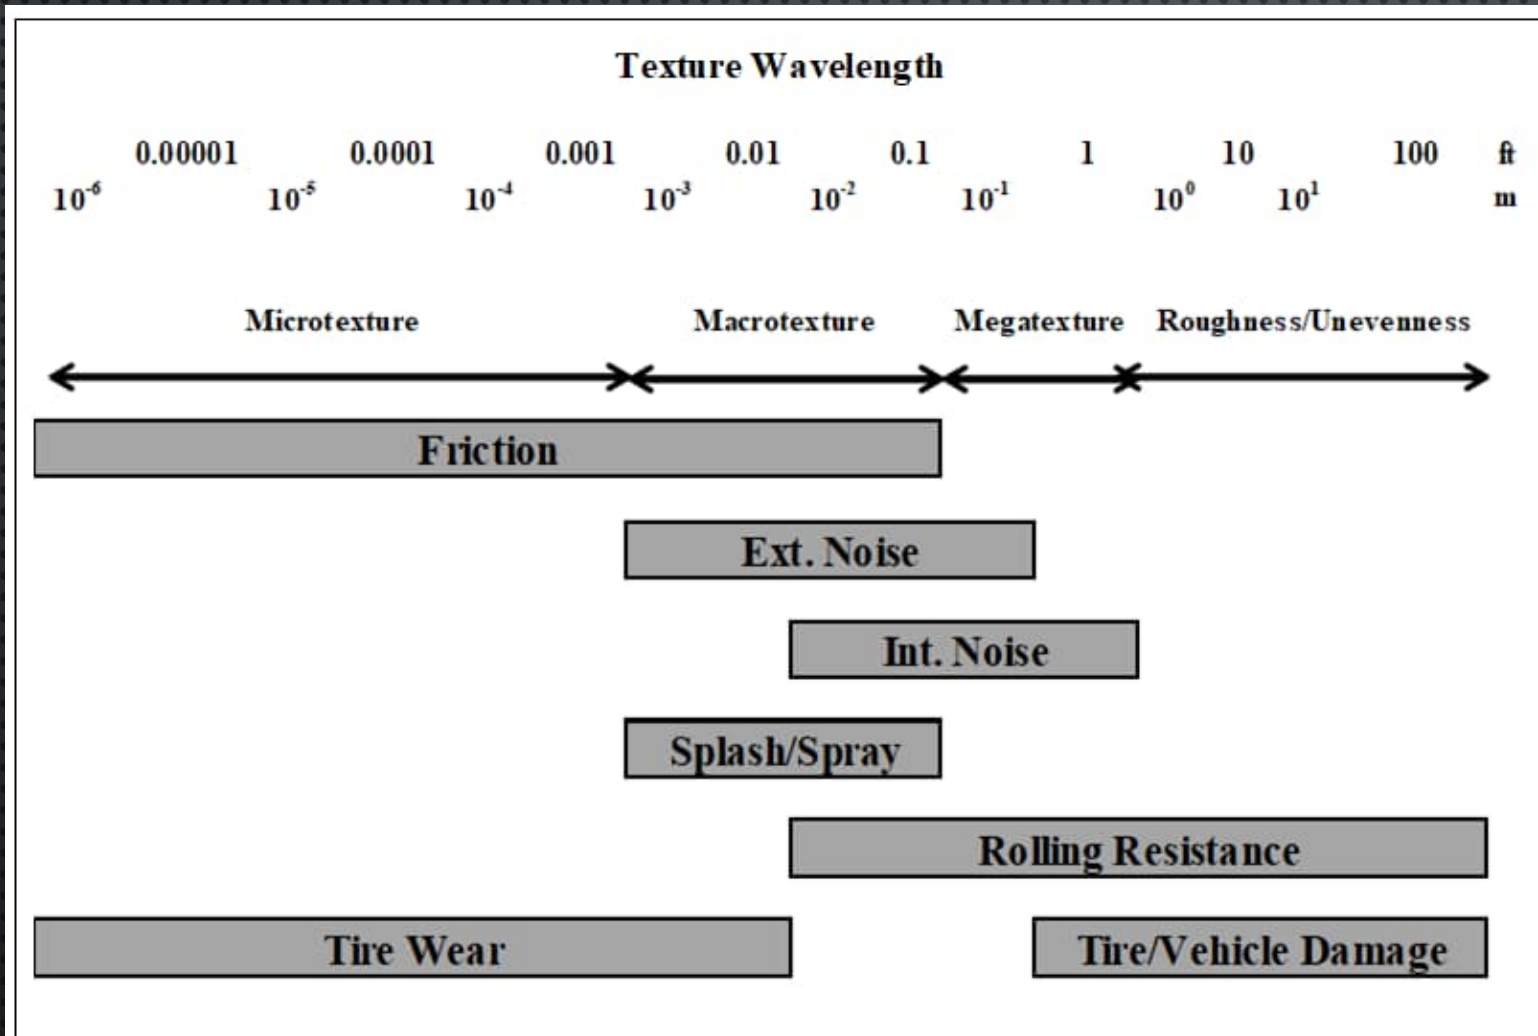 Texture Wavelength
0.00001 0.0001 0.001 0.01 0.1 1 10 100 ft
10⁻⁶ 10⁻⁵ 10⁻⁴ 10⁻³ 10⁻² 10⁻¹ 10⁰ 10¹ m
Microtexture Macrotexture Megatexture Roughness/Unevenness
Friction
Ext. Noise
Int. Noise
Splash/Spray
Rolling Resistance
Tire Wear Tire/Vehicle Damage